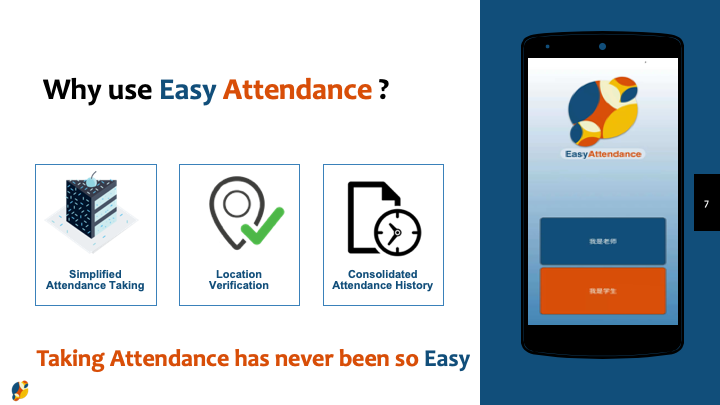 Why use Easy Attendance ?
Simplified
Attendance Taking
Location
Verification
Consolidated
Attendance History
Taking Attendance has never been so Easy
EasyAttendance
我是老师
我是学生
7